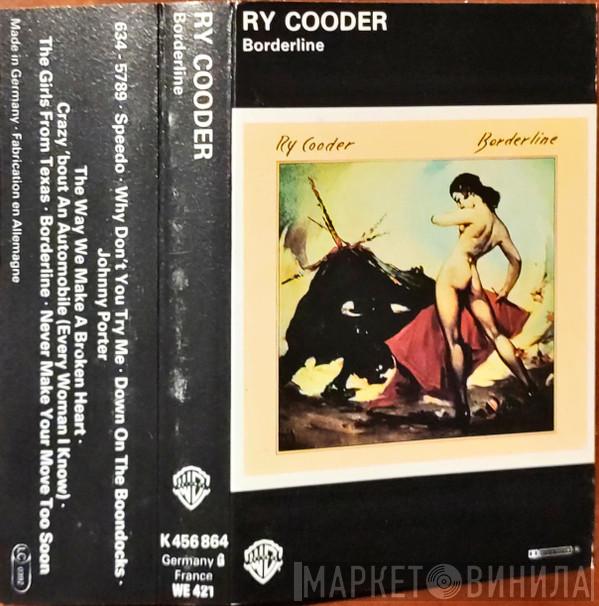 RY COODER
Borderline
Ry Cooder
Borderline
RY COODER
Borderline
634 - 5789 · Speedo · Why Don't You Try Me · Down On The Boondocks ·
Johnny Porter
The Way We Make A Broken Heart ·
Crazy 'bout An Automobile (Every Woman I Know) ·
The Girls From Texas · Borderline · Never Make Your Move Too Soon
Made in Germany · Fabrication en Allemagne
LC 0392
K 456 864
Germany
France
WE 421
МАРКЕТ ВИНИЛА